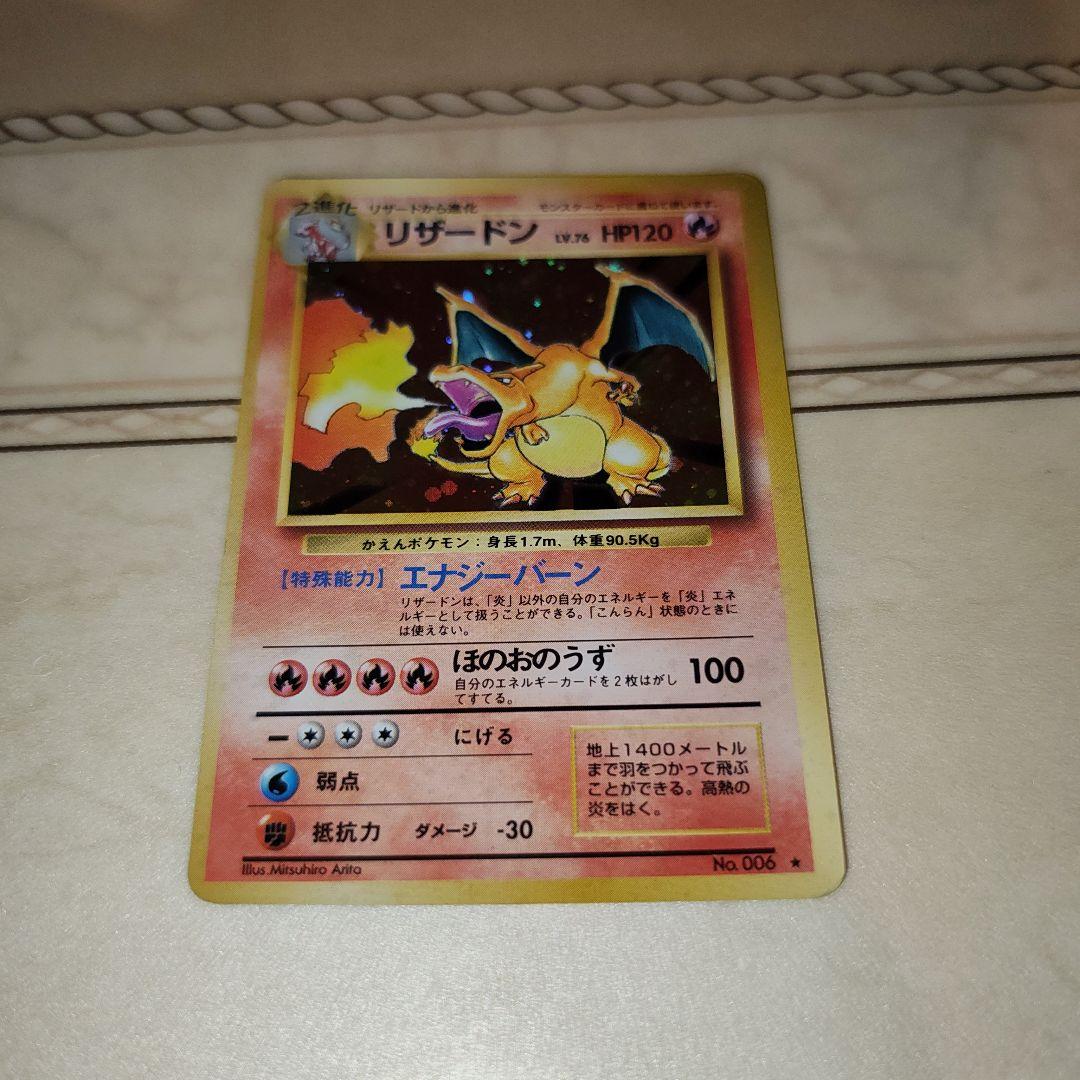 2進化 リザードから進化 モンスターカードに重ねて使います。
リザードン LV.76 HP120
かえんポケモン：身長1.7m、体重90.5Kg
【特殊能力】エナジーバーン
リザードンは、「炎」以外の自分のエネルギーを「炎」エネ
ルギーとして扱うことができる。「こんらん」状態のときに
は使えない。
ほのおのうず 100
自分のエネルギーカードを2枚はがし
てすてる。
にげる
弱点
抵抗力 ダメージ -30
地上1400メートル
まで羽をつかって飛ぶ
ことができる。高熱の
炎をはく。
Illus.Mitsuhiro Arita
No.006 ★